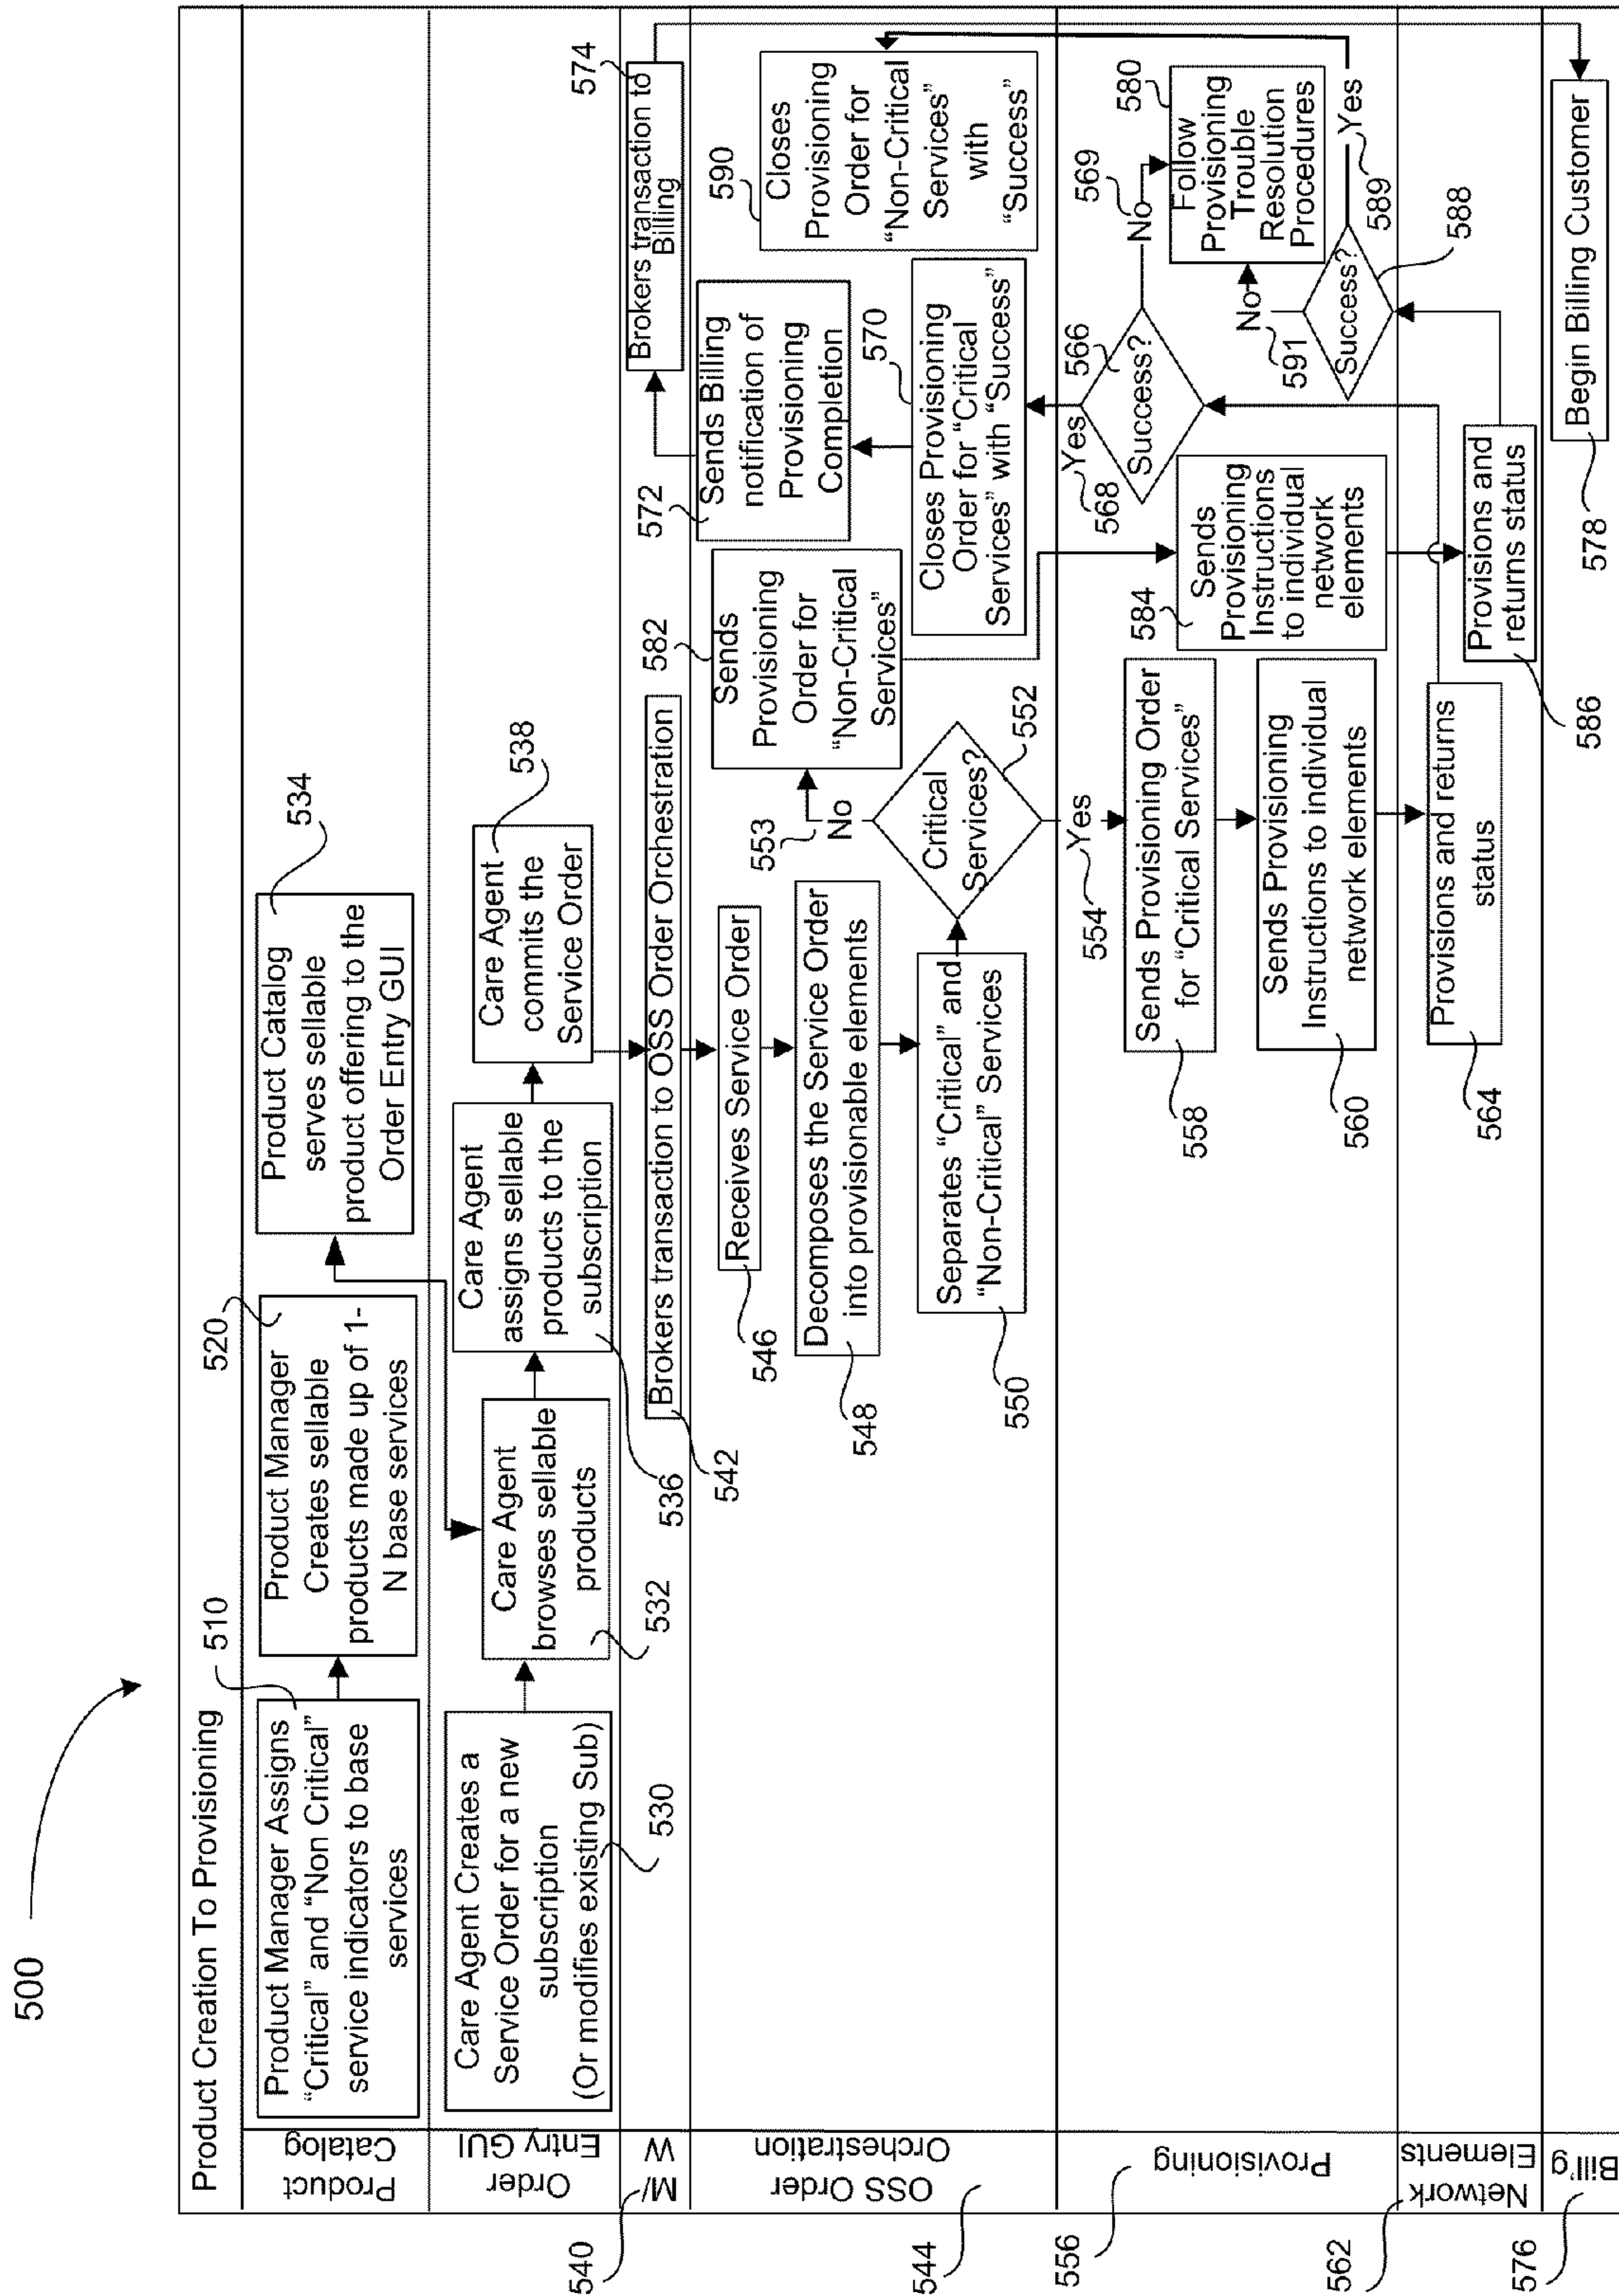 500
Product Creation To Provisioning
Product
Catalog
510
Product Manager Assigns
“Critical” and “Non Critical”
service indicators to base
services
520
Product Manager
Creates sellable
products made up of 1-
N base services
534
Product Catalog
serves sellable
product offering to the
Order Entry GUI
Order
Entry GUI
Care Agent Creates a
Service Order for a new
subscription
(Or modifies existing Sub)
530
Care Agent
browses sellable
products
532
Care Agent
assigns sellable
products to the
subscription
536
Care Agent
commits the
Service Order
538
540
M/
W
542
Brokers transaction to OSS Order Orchestration
Brokers transaction to
Billing
574
544
OSS Order
Orchestration
Receives Service Order
546
Decomposes the Service Order
into provisionable elements
548
Separates “Critical” and
“Non-Critical” Services
550
Critical
Services?
552
553
No
554
Yes
582
Sends
Provisioning
Order for
“Non-Critical
Services”
572
Sends Billing
notification of
Provisioning
Completion
570
Closes Provisioning
Order for “Critical
Services” with “Success”
590
Closes
Provisioning
Order for
“Non-Critical
Services”
with
“Success”
556
Provisioning
Sends Provisioning Order
for “Critical Services”
558
Sends Provisioning
Instructions to individual
network elements
560
584
Sends
Provisioning
Instructions
to individual
network
elements
568
Yes
566
Success?
569
No
580
Follow
Provisioning
Trouble
Resolution
Procedures
No
591
Success?
588
Yes
589
562
Network
Elements
Provisions and returns
status
564
Provisions and
returns status
586
576
Bill'g
Begin Billing Customer
578